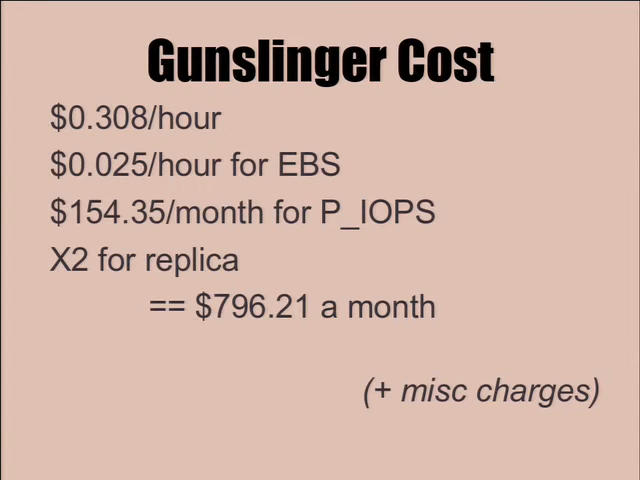 Gunslinger Cost
$0.308/hour
$0.025/hour for EBS
$154.35/month for P_IOPS
X2 for replica
== $796.21 a month
(+ misc charges)